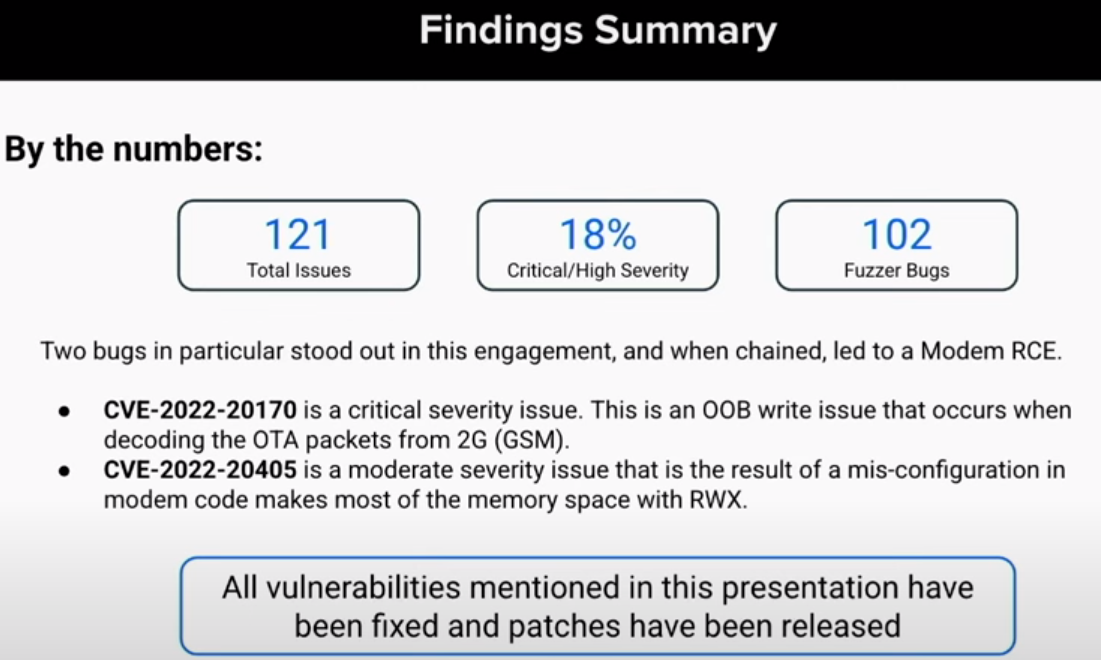 Findings Summary
By the numbers:
121
Total Issues
18%
Critical/High Severity
102
Fuzzer Bugs
Two bugs in particular stood out in this engagement, and when chained, led to a Modem RCE.
● CVE-2022-20170 is a critical severity issue. This is an OOB write issue that occurs when
decoding the OTA packets from 2G (GSM).
● CVE-2022-20405 is a moderate severity issue that is the result of a mis-configuration in
modem code makes most of the memory space with RWX.
All vulnerabilities mentioned in this presentation have
been fixed and patches have been released